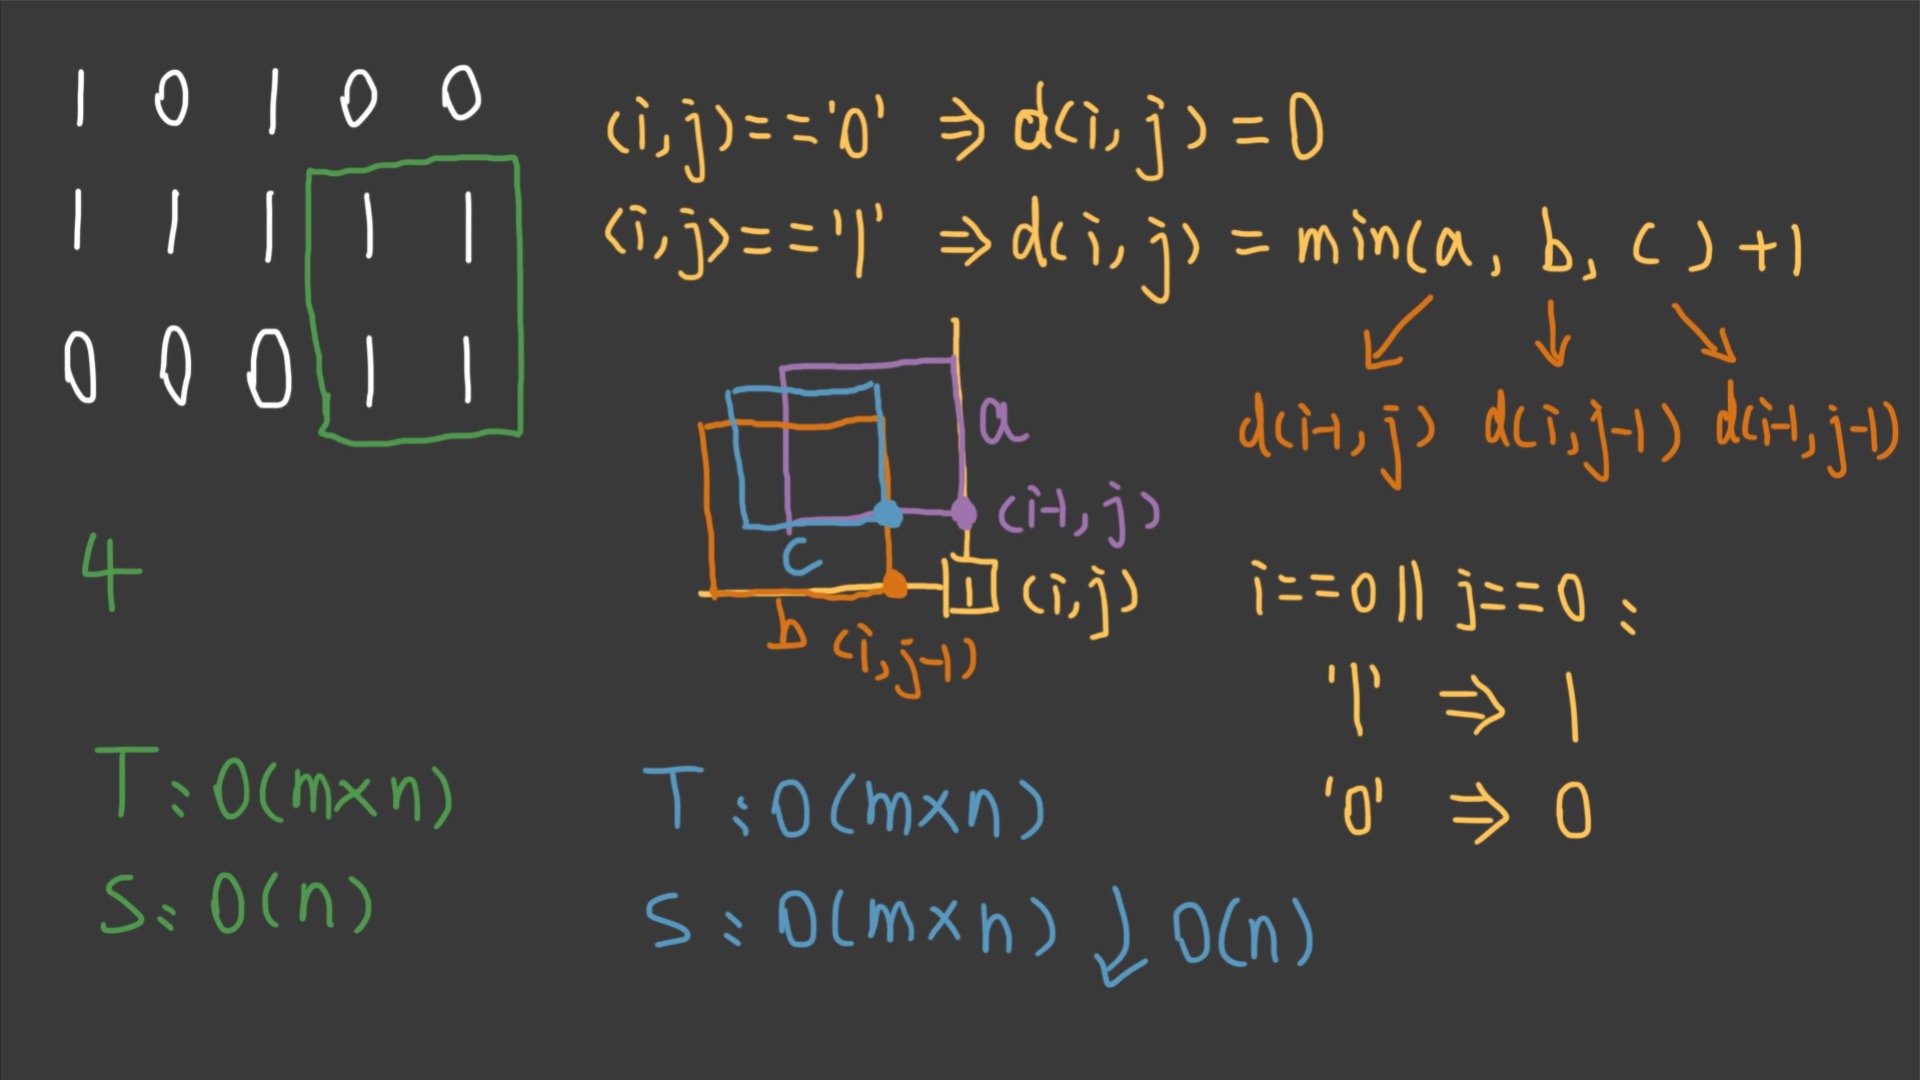 1 0 1 0 0
1 1 1 1 1
0 0 0 1 1
4
T: O(m×n)
S: O(n)
(i,j)=='0' ⇒ d(i,j)=0
(i,j)=='1' ⇒ d(i,j)=min(a, b, c)+1
d(i-1,j) d(i,j-1) d(i-1,j-1)
a
(i-1,j)
c
1 (i,j)
b (i,j-1)
i==0 || j==0 :
'1' ⇒ 1
'0' ⇒ 0
T: O(m×n)
S: O(m×n) ↓ O(n)